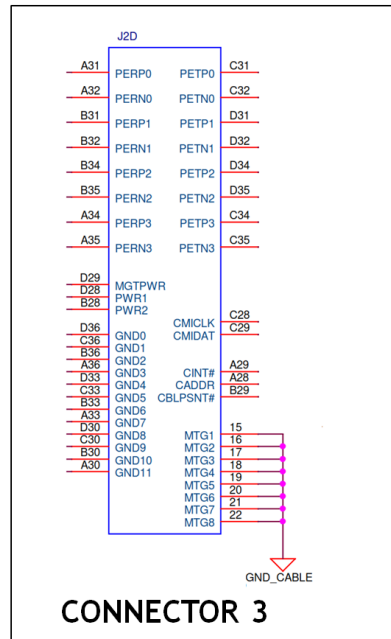 J2D
A31 PERP0 PETP0 C31
A32 PERN0 PETN0 C32
B31 PERP1 PETP1 D31
B32 PERN1 PETN1 D32
B34 PERP2 PETP2 D34
B35 PERN2 PETN2 D35
A34 PERP3 PETP3 C34
A35 PERN3 PETN3 C35
D29 MGTPWR
D28 PWR1
B28 PWR2
CMICLK C28
CMIDAT C29
D36 GND0
C36 GND1
B36 GND2
A36 GND3 CINT# A29
D33 GND4 CADDR A28
C33 GND5 CBLPSNT# B29
B33 GND6
A33 GND7
D30 GND8 MTG1 15
C30 GND9 MTG2 16
B30 GND10 MTG3 17
A30 GND11 MTG4 18
MTG5 19
MTG6 20
MTG7 21
MTG8 22
GND_CABLE
CONNECTOR 3